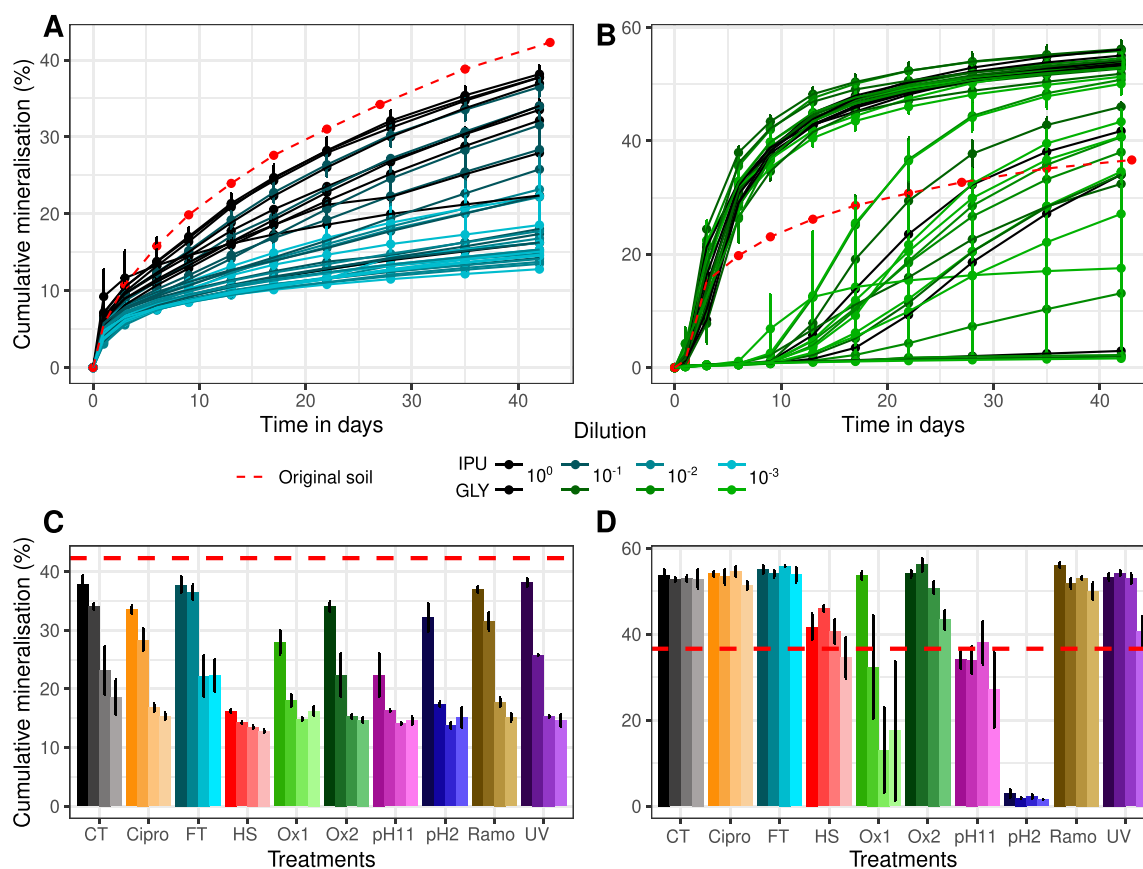 A
B
Cumulative mineralisation (%)
40
30
20
10
0
0 10 20 30 40
Time in days
60
40
20
0
0 10 20 30 40
Time in days
Dilution
Original soil
IPU
GLY
10⁰ 10⁻¹ 10⁻² 10⁻³
C
D
Cumulative mineralisation (%)
40
30
20
10
0
CT Cipro FT HS Ox1 Ox2 pH11 pH2 Ramo UV
Treatments
60
40
20
0
CT Cipro FT HS Ox1 Ox2 pH11 pH2 Ramo UV
Treatments